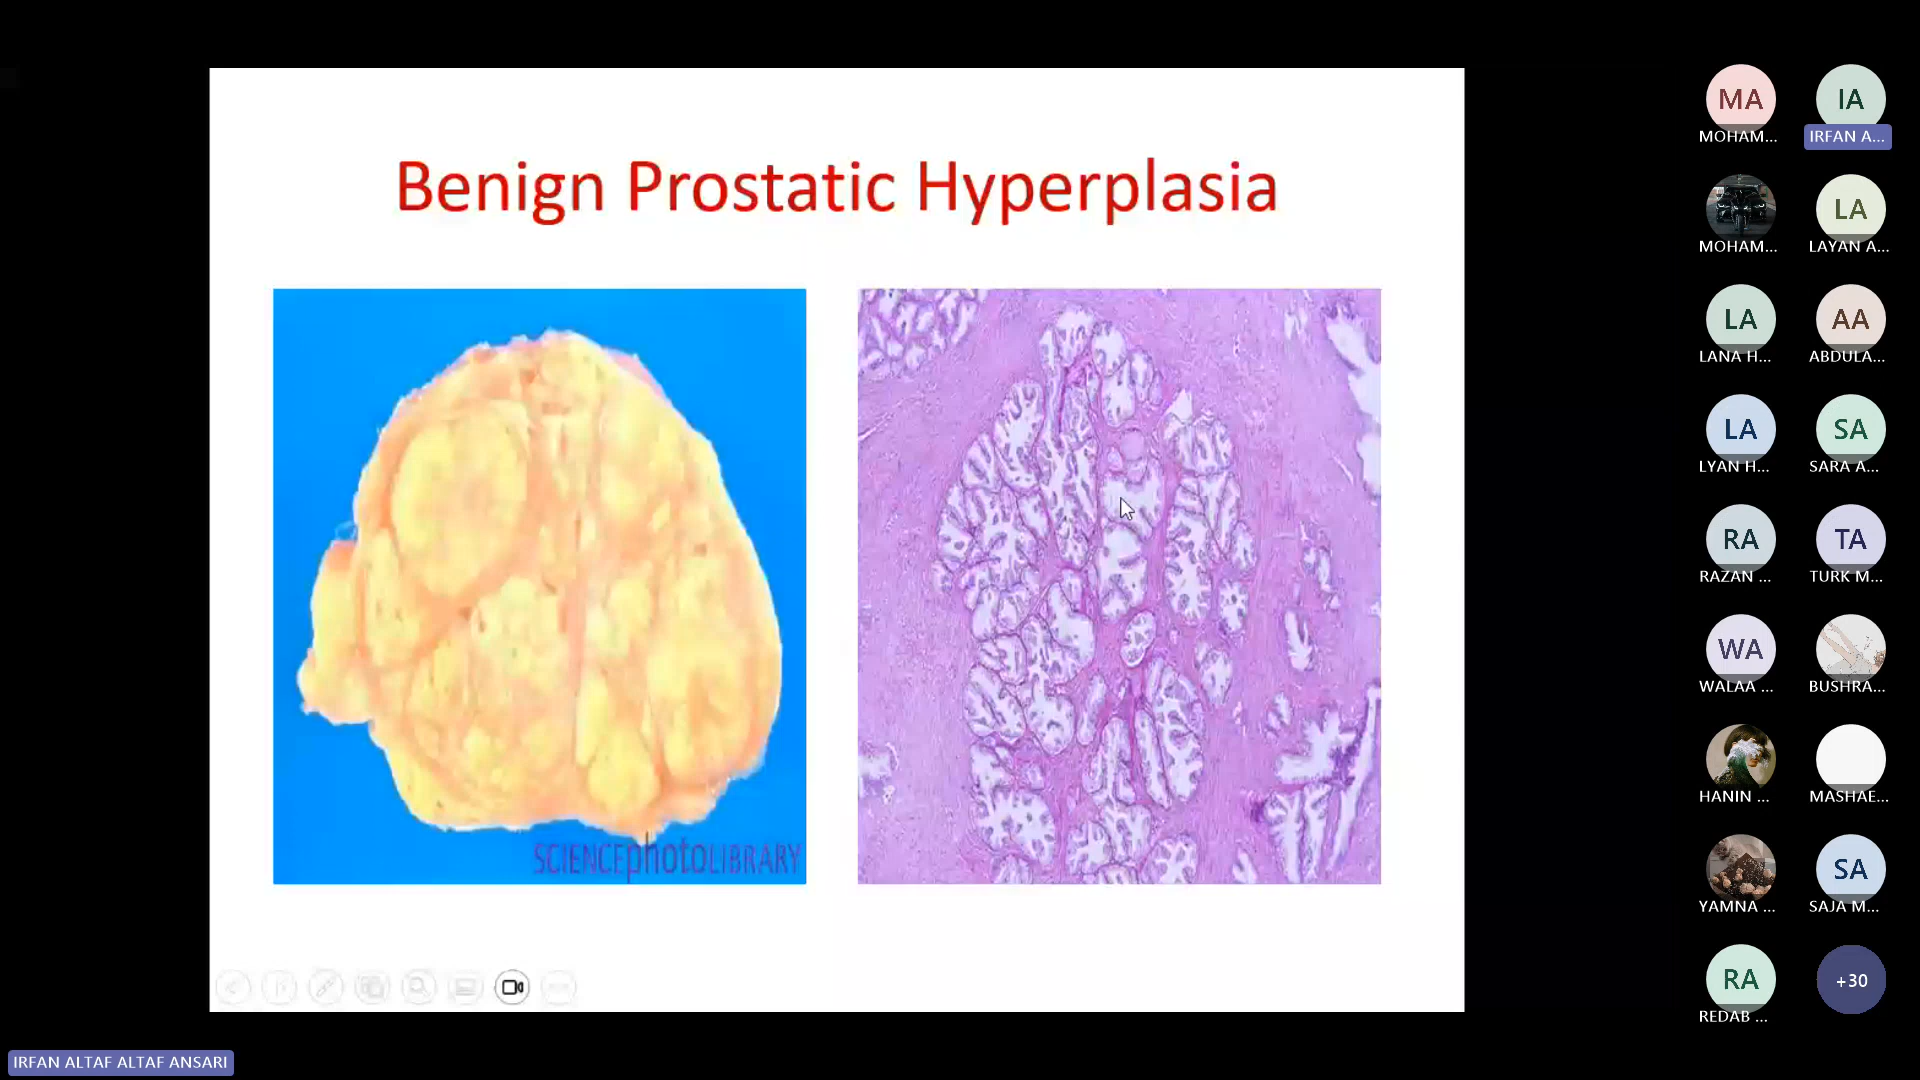 Benign Prostatic Hyperplasia
SCIENCEphotoLIBRARY
MA
MOHAM...
IA
IRFAN A...
MOHAM...
LA
LAYAN A...
LA
LANA H...
AA
ABDULA...
LA
LYAN H...
SA
SARA A...
RA
RAZAN ...
TA
TURK M...
WA
WALAA ...
BUSHRA...
HANIN ...
MASHAE...
YAMNA ...
SA
SAJA M...
RA
REDAB ...
+30
IRFAN ALTAF ALTAF ANSARI